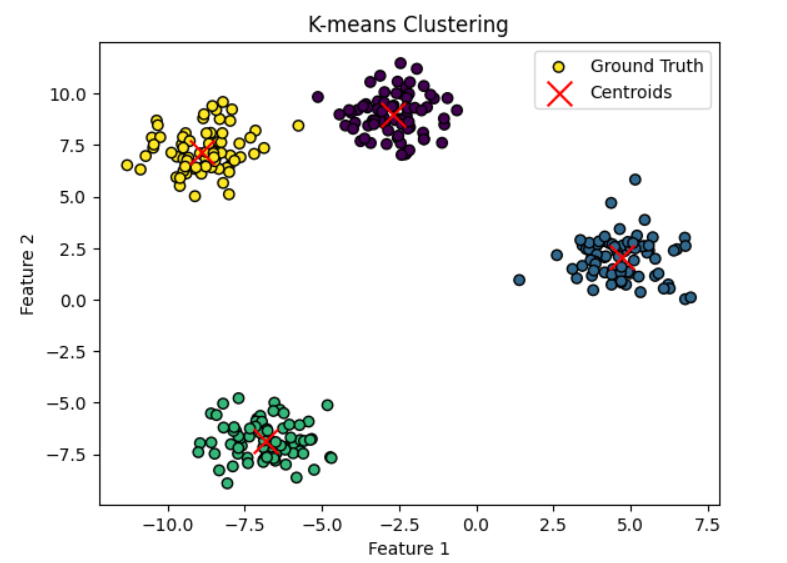 K-means Clustering
Ground Truth
Centroids
10.0
7.5
5.0
2.5
0.0
−2.5
−5.0
−7.5
Feature 2
−10.0 −7.5 −5.0 −2.5 0.0 2.5 5.0 7.5
Feature 1